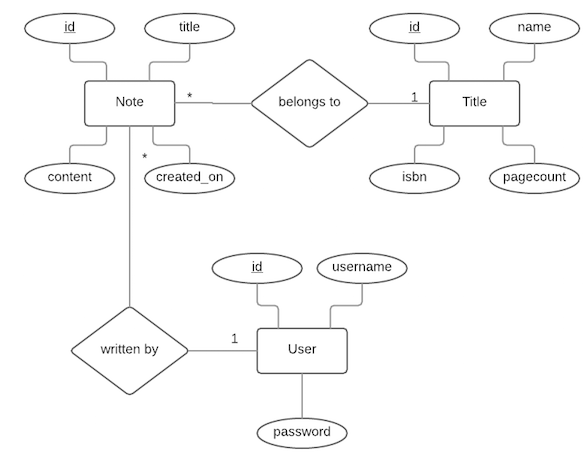 id
title
id
name
Note
*
belongs to
1
Title
content
*
created_on
isbn
pagecount
id
username
written by
1
User
password